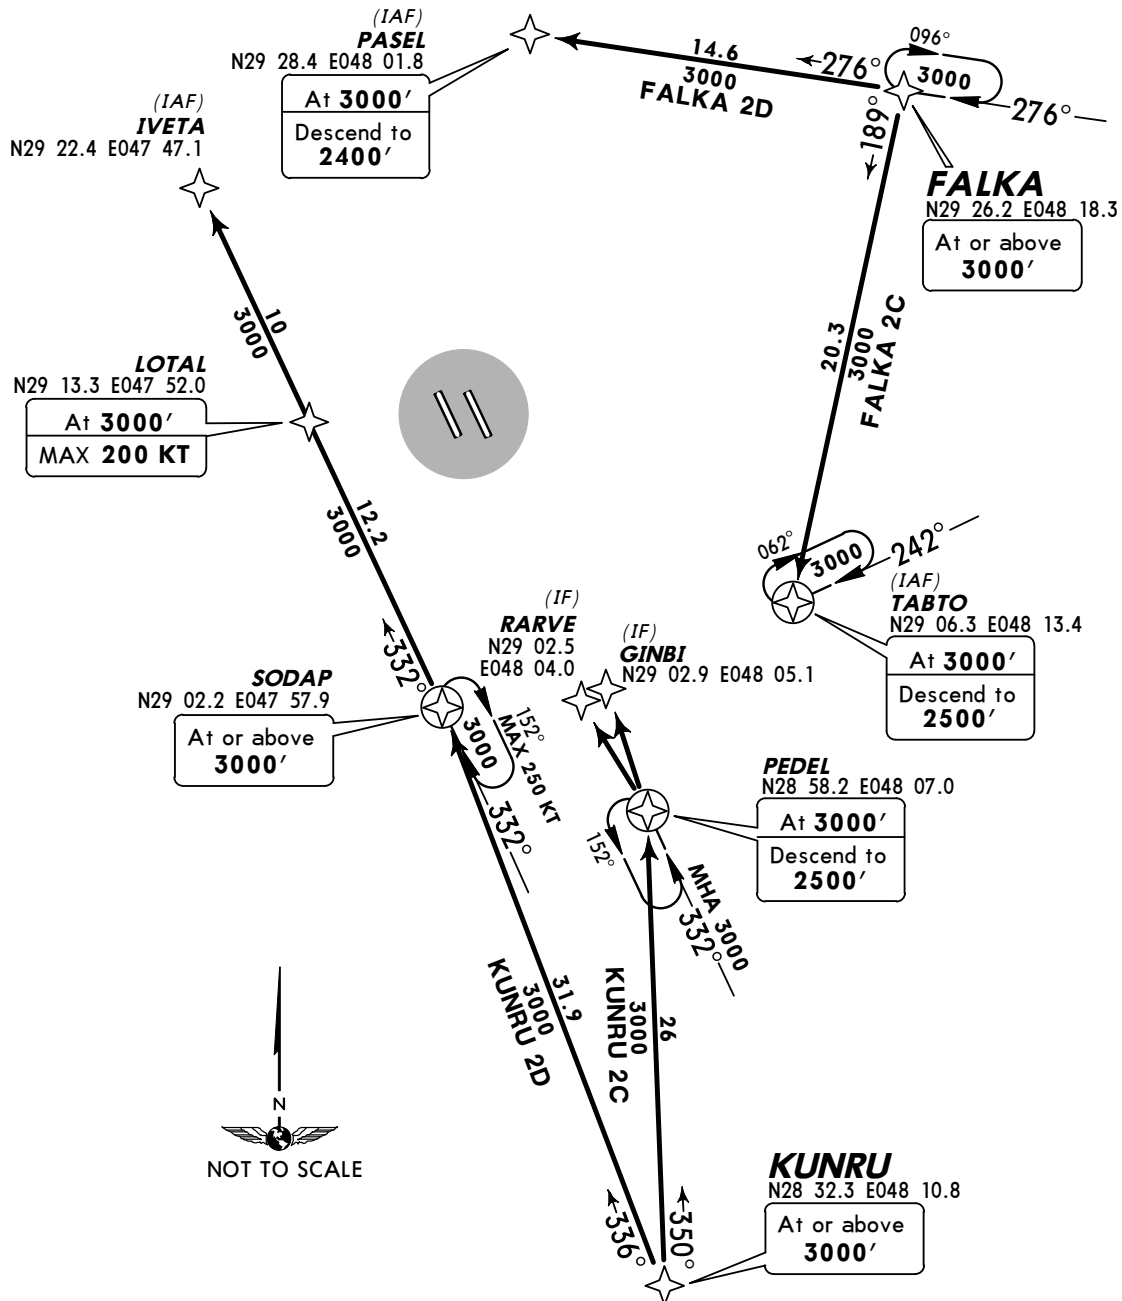 (IAF)
PASEL
N29 28.4 E048 01.8
At 3000'
Descend to
2400'
(IAF)
IVETA
N29 22.4 E047 47.1
14.6
3000
FALKA 2D
←276°
096°
3000
276°
←189°
FALKA
N29 26.2 E048 18.3
At or above
3000'
20.3
3000
FALKA 2C
10
3000
LOTAL
N29 13.3 E047 52.0
At 3000'
MAX 200 KT
12.2
3000
062°
3000
242°
(IAF)
TABTO
N29 06.3 E048 13.4
At 3000'
Descend to
2500'
(IF)
RARVE
N29 02.5
E048 04.0
(IF)
GINBI
N29 02.9 E048 05.1
←332°
SODAP
N29 02.2 E047 57.9
At or above
3000'
152°
3000
MAX 250 KT
332°
PEDEL
N28 58.2 E048 07.0
At 3000'
Descend to
2500'
152°
MHA 3000
332°
31.9
3000
KUNRU 2D
26
3000
KUNRU 2C
N
NOT TO SCALE
←336°
←350°
KUNRU
N28 32.3 E048 10.8
At or above
3000'